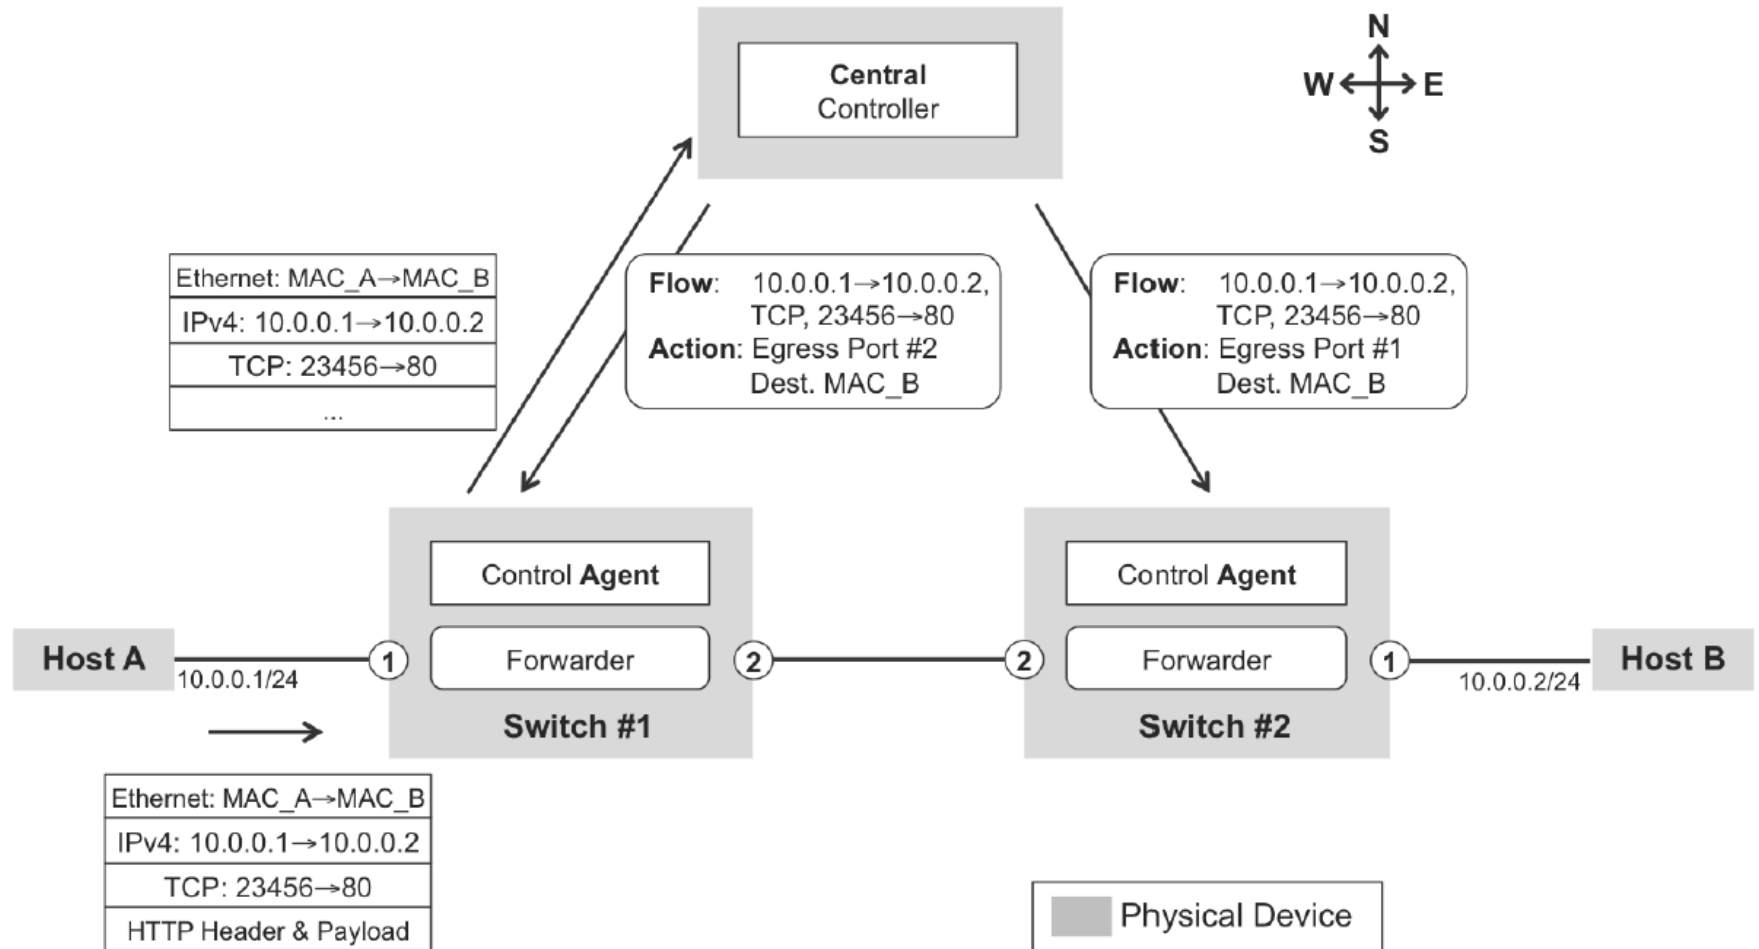 Central
Controller
N
W E
S
Ethernet: MAC_A→MAC_B
IPv4: 10.0.0.1→10.0.0.2
TCP: 23456→80
...
Flow: 10.0.0.1→10.0.0.2,
TCP, 23456→80
Action: Egress Port #2
Dest. MAC_B
Flow: 10.0.0.1→10.0.0.2,
TCP, 23456→80
Action: Egress Port #1
Dest. MAC_B
Control Agent
Forwarder
Switch #1
Control Agent
Forwarder
Switch #2
Host A
10.0.0.1/24
1
2
2
1
10.0.0.2/24
Host B
Ethernet: MAC_A→MAC_B
IPv4: 10.0.0.1→10.0.0.2
TCP: 23456→80
HTTP Header & Payload
Physical Device